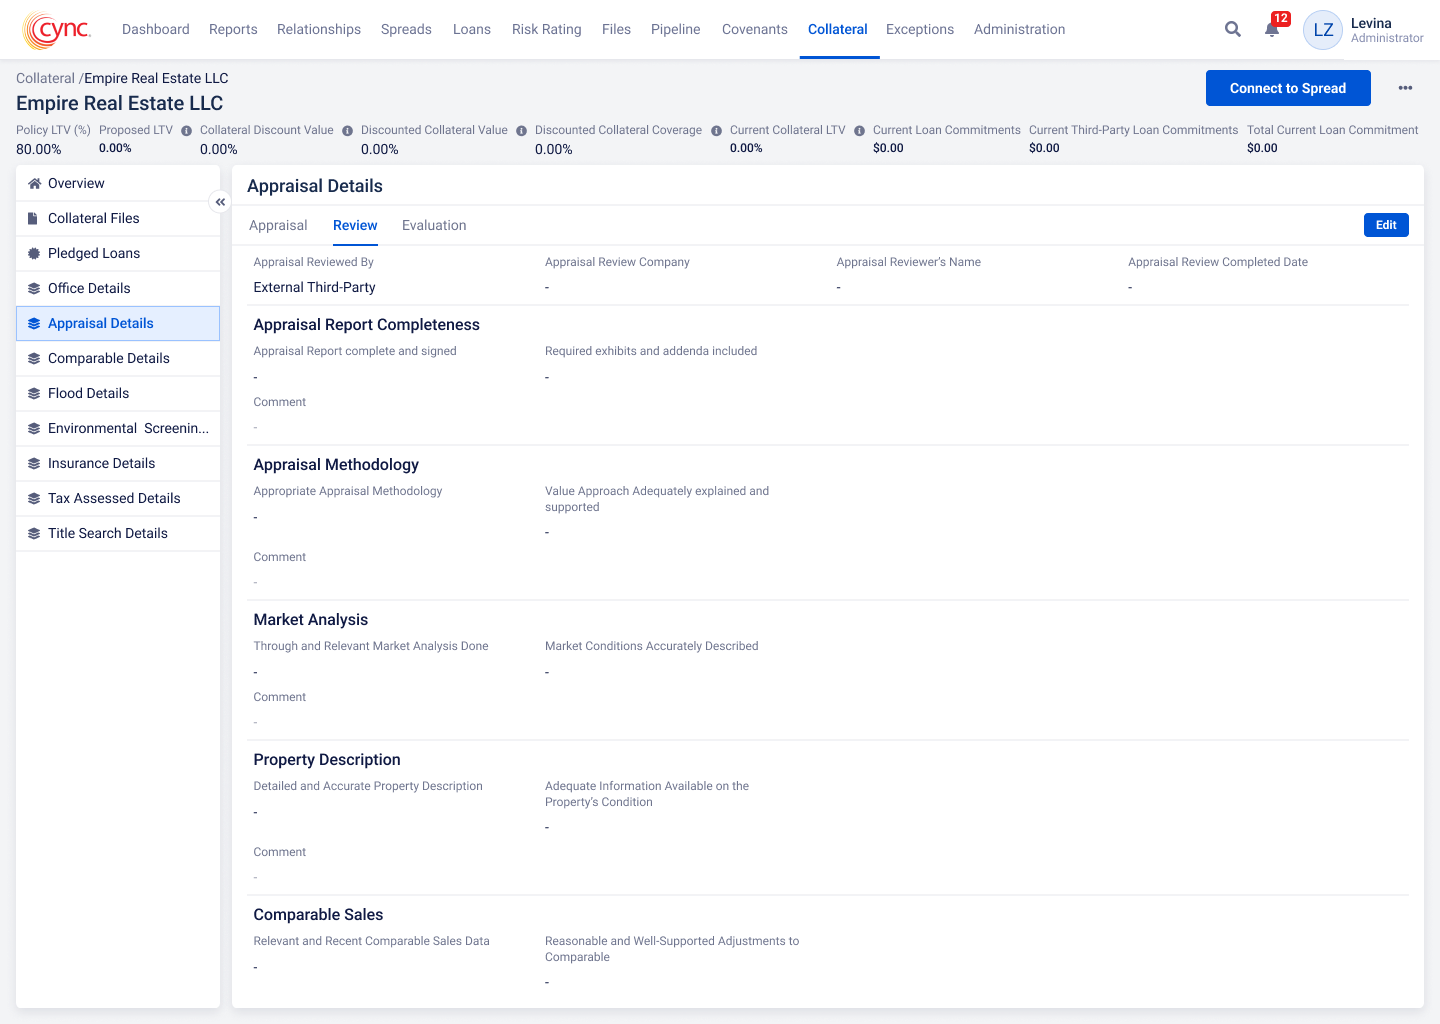 cync
Dashboard Reports Relationships Spreads Loans Risk Rating Files Pipeline Covenants Collateral Exceptions Administration
12
LZ
Levina
Administrator
Collateral /Empire Real Estate LLC
Empire Real Estate LLC
Connect to Spread
Policy LTV (%) Proposed LTV Collateral Discount Value Discounted Collateral Value Discounted Collateral Coverage Current Collateral LTV Current Loan Commitments Current Third-Party Loan Commitments Total Current Loan Commitment
80.00% 0.00% 0.00% 0.00% 0.00% 0.00% $0.00 $0.00 $0.00
Overview
Collateral Files
Pledged Loans
Office Details
Appraisal Details
Comparable Details
Flood Details
Environmental  Screenin...
Insurance Details
Tax Assessed Details
Title Search Details
Appraisal Details
Appraisal Review Evaluation
Edit
Appraisal Reviewed By Appraisal Review Company Appraisal Reviewer's Name Appraisal Review Completed Date
External Third-Party - - -
Appraisal Report Completeness
Appraisal Report complete and signed Required exhibits and addenda included
- -
Comment
-
Appraisal Methodology
Appropriate Appraisal Methodology Value Approach Adequately explained and
supported
- -
Comment
-
Market Analysis
Through and Relevant Market Analysis Done Market Conditions Accurately Described
- -
Comment
-
Property Description
Detailed and Accurate Property Description Adequate Information Available on the
Property's Condition
- -
Comment
-
Comparable Sales
Relevant and Recent Comparable Sales Data Reasonable and Well-Supported Adjustments to
Comparable
- -